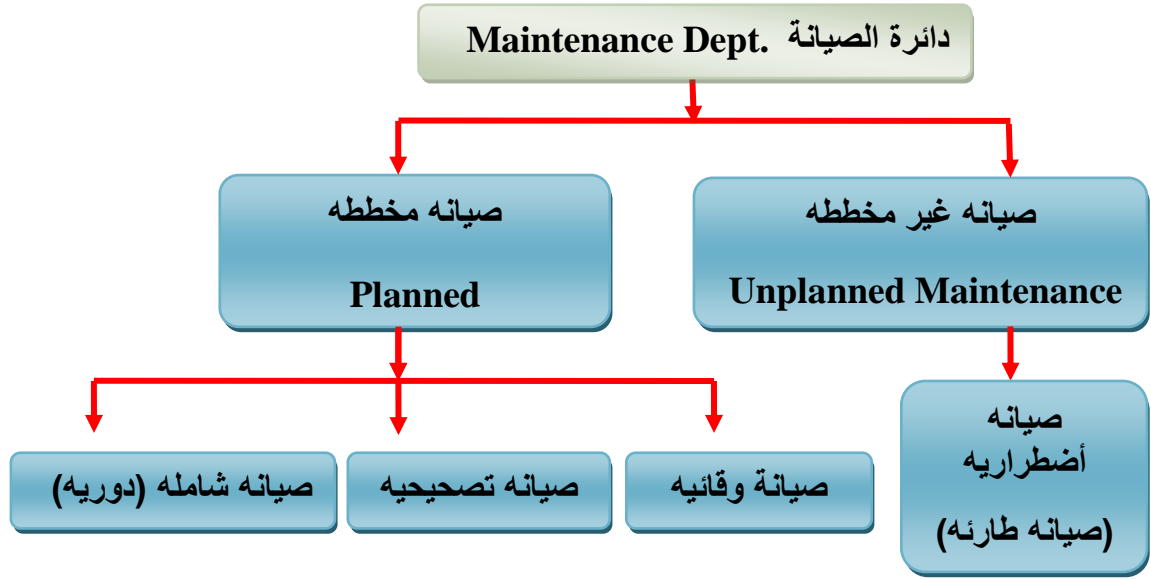 دائرة الصيانة Maintenance Dept.
صيانه غير مخططه
Unplanned Maintenance
صيانه مخططه
Planned
صيانه
أضطراريه
(صيانه طارئه)
صيانة وقائيه
صيانه تصحيحيه
صيانه شامله (دوريه)